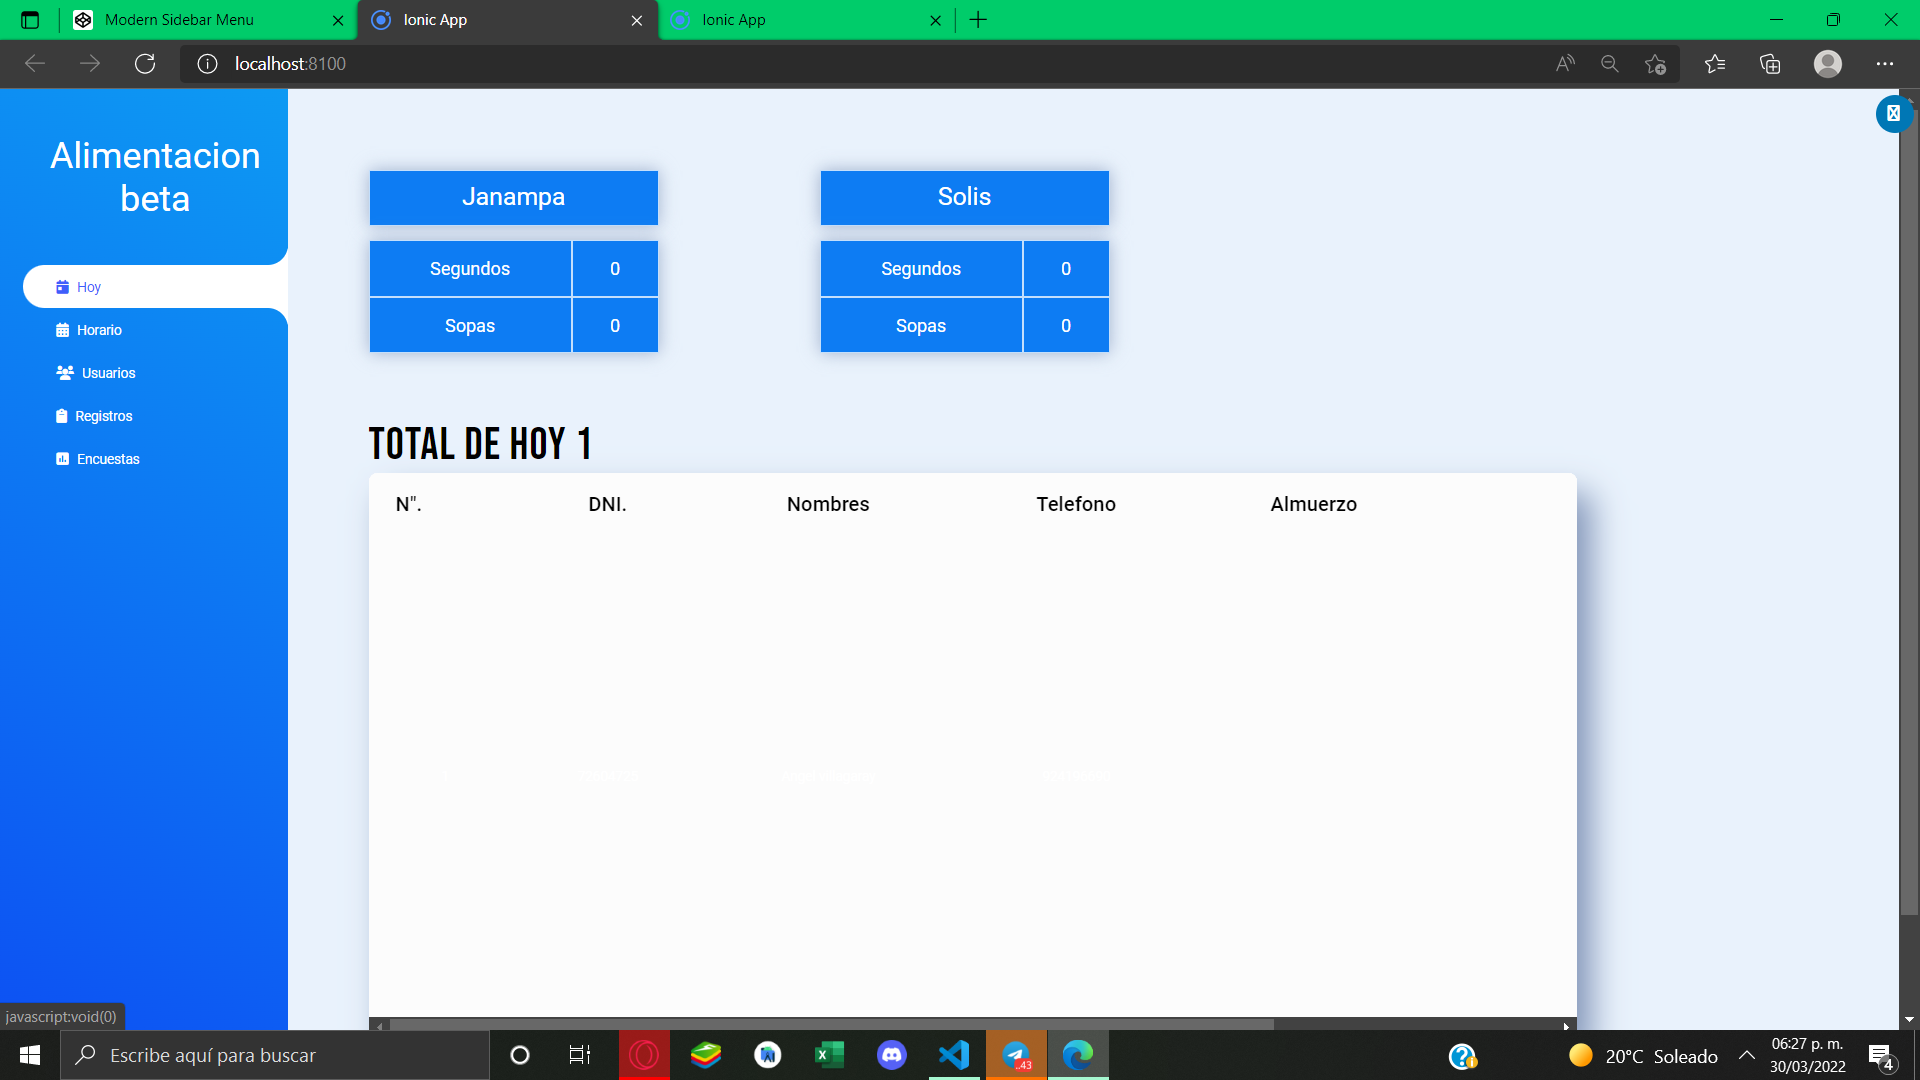 Modern Sidebar Menu
Ionic App
Ionic App
localhost:8100
Alimentacion
beta
Hoy
Horario
Usuarios
Registros
Encuestas
Janampa
Segundos 0
Sopas 0
Solis
Segundos 0
Sopas 0
TOTAL DE HOY 1
N". DNI. Nombres Telefono Almuerzo
javascript:void(0)
Escribe aquí para buscar
..43
20°C Soleado
06:27 p. m.
30/03/2022
4